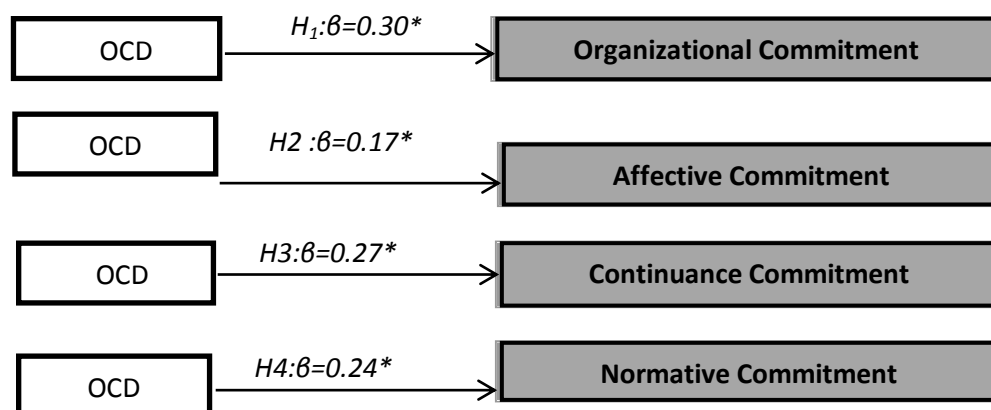 OCD
H₁:β=0.30*
Organizational Commitment
OCD
H2 :β=0.17*
Affective Commitment
OCD
H3:β=0.27*
Continuance Commitment
OCD
H4:β=0.24*
Normative Commitment